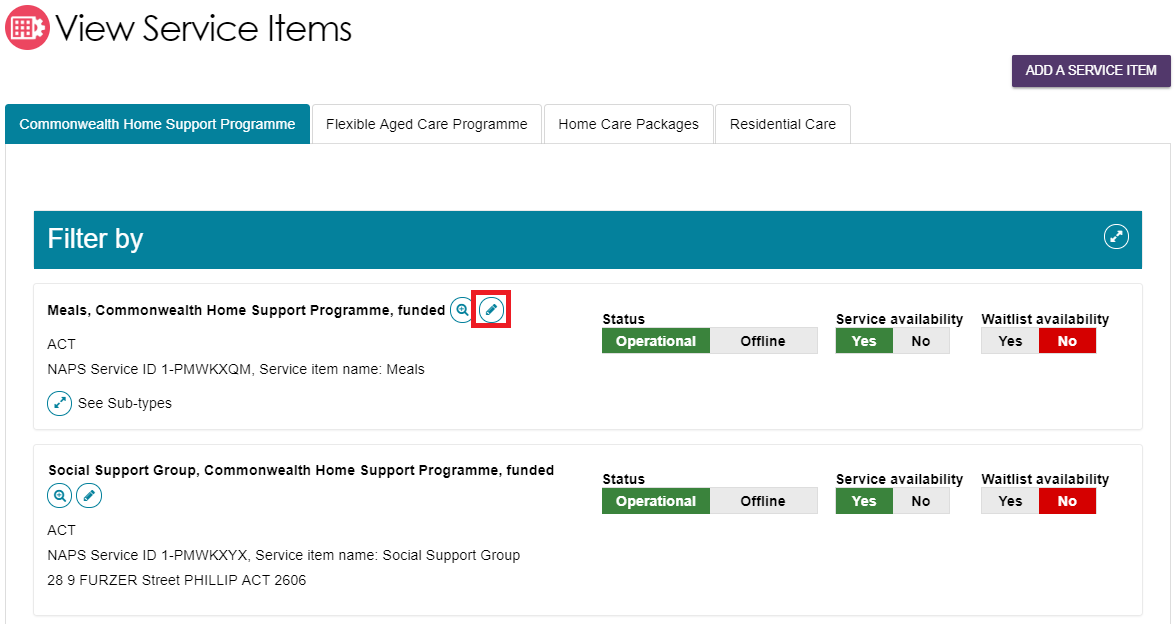 View Service Items
ADD A SERVICE ITEM
Commonwealth Home Support Programme
Flexible Aged Care Programme
Home Care Packages
Residential Care
Filter by
Meals, Commonwealth Home Support Programme, funded
ACT
NAPS Service ID 1-PMWKXQM, Service item name: Meals
See Sub-types
Status
Operational Offline
Service availability
Yes No
Waitlist availability
Yes No
Social Support Group, Commonwealth Home Support Programme, funded
ACT
NAPS Service ID 1-PMWKXYX, Service item name: Social Support Group
28 9 FURZER Street PHILLIP ACT 2606
Status
Operational Offline
Service availability
Yes No
Waitlist availability
Yes No